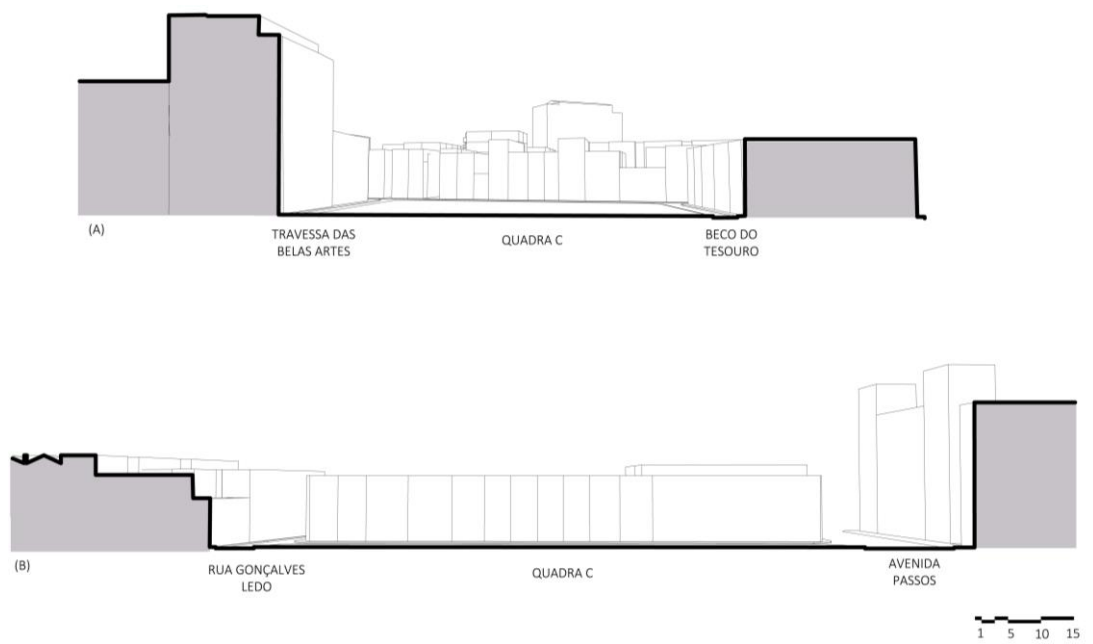 (A)
TRAVESSA DAS
BELAS ARTES
QUADRA C
BECO DO
TESOURO
(B)
RUA GONÇALVES
LEDO
QUADRA C
AVENIDA
PASSOS
1 5 10 15